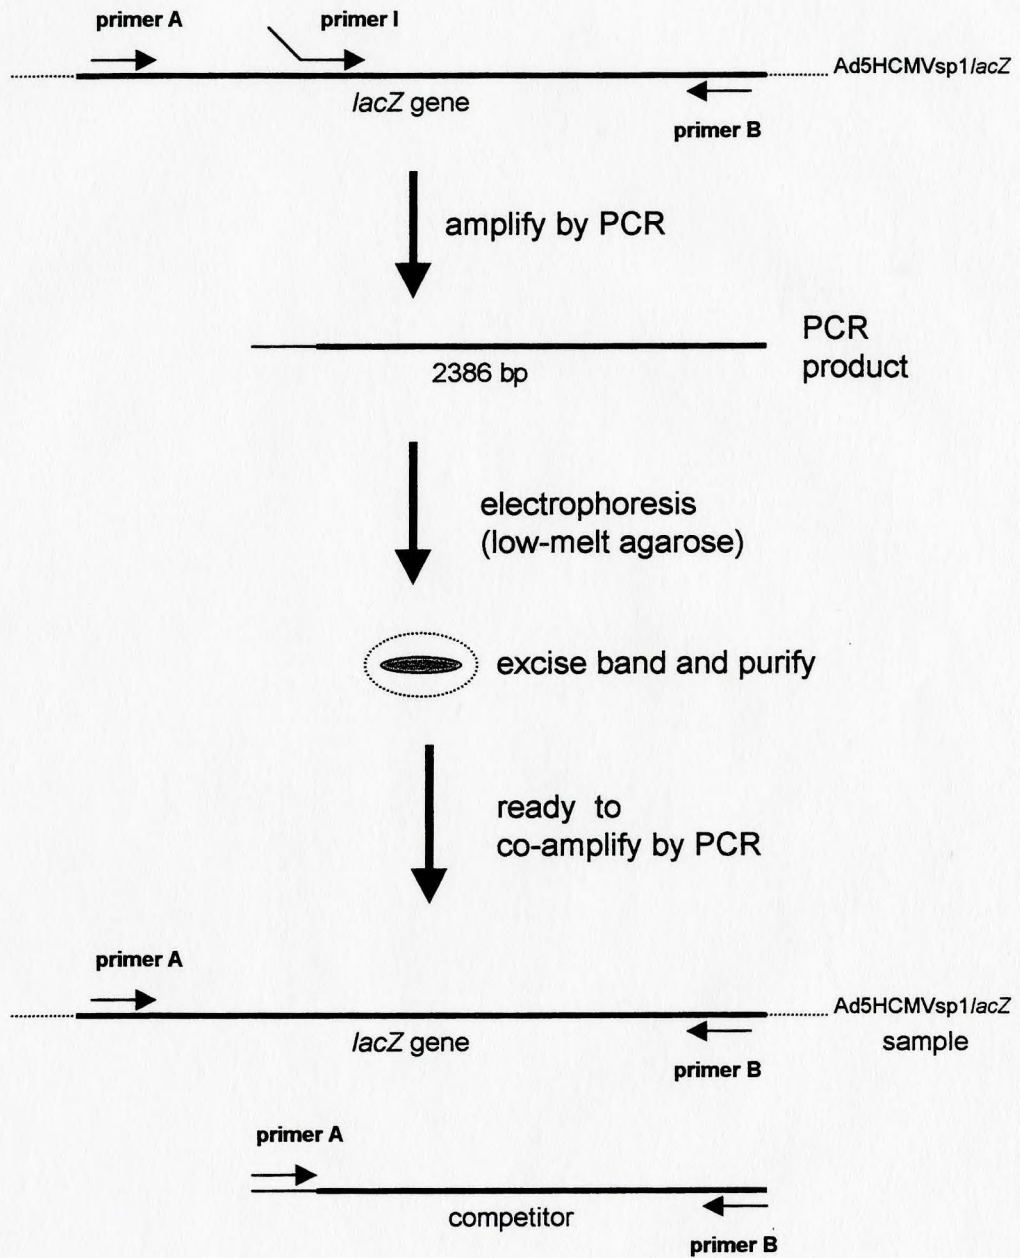 primer A
primer I
Ad5HCMVsp1lacZ
lacZ gene
primer B
amplify by PCR
PCR
product
2386 bp
electrophoresis
(low-melt agarose)
excise band and purify
ready to
co-amplify by PCR
primer A
Ad5HCMVsp1lacZ
lacZ gene
sample
primer B
primer A
competitor
primer B